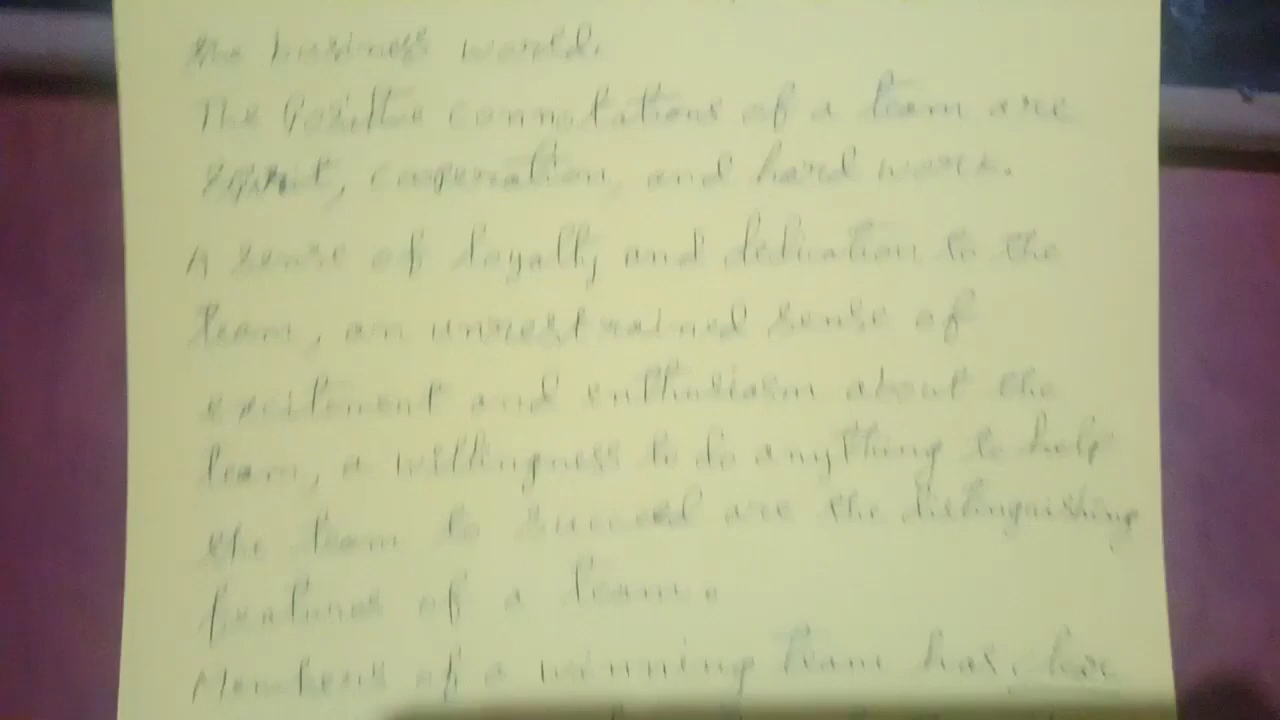 the business world.
The Positive connotations of a team are
spirit, cooperation, and hard work.
A sense of loyalty and dedication to the
team, an unrestrained sense of
excitement and enthusiasm about the
team, a willingness to do anything to help
the team to succeed are the distinguishing
features of a team.
Members of a winning team has, have